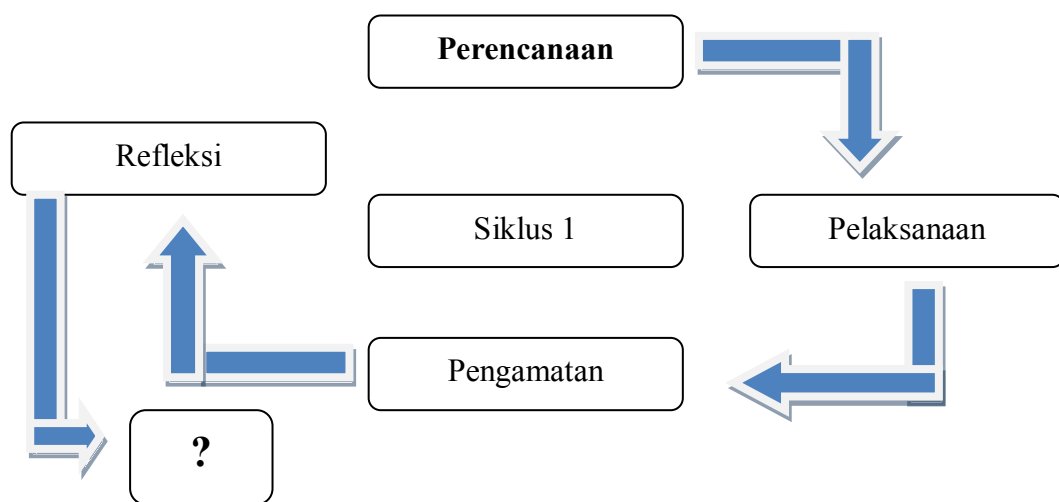 Perencanaan
Refleksi
Siklus 1
Pelaksanaan
Pengamatan
?